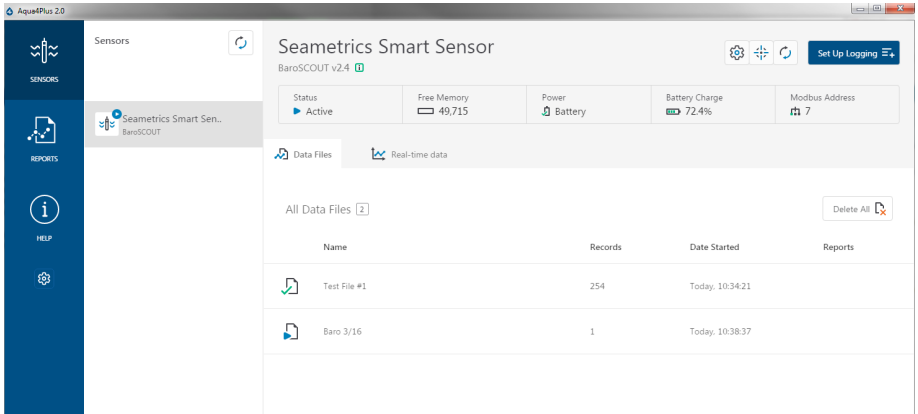 Aqua4Plus 2.0
SENSORS
REPORTS
HELP
Sensors
Seametrics Smart Sen..
BaroSCOUT
Seametrics Smart Sensor
BaroSCOUT v2.4
Set Up Logging
Status
Active
Free Memory
49,715
Power
Battery
Battery Charge
72.4%
Modbus Address
7
Data Files
Real-time data
All Data Files 2
Delete All
Name Records Date Started Reports
Test File #1 254 Today, 10:34:21
Baro 3/16 1 Today, 10:38:37